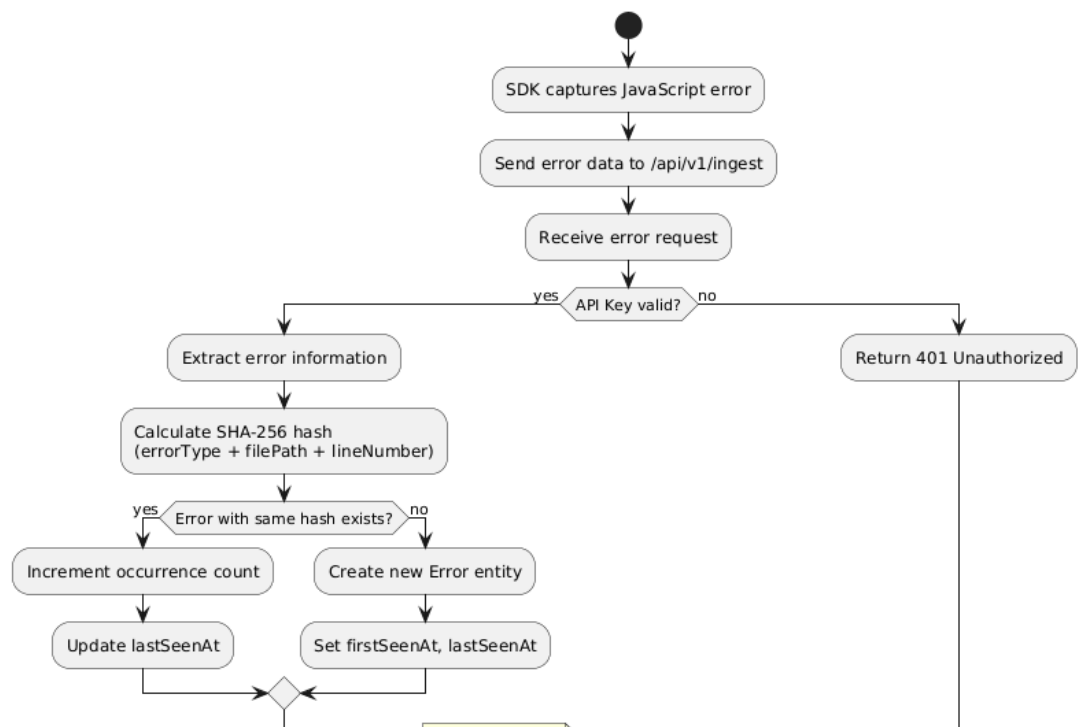 SDK captures JavaScript error
Send error data to /api/v1/ingest
Receive error request
yes
API Key valid?
no
Extract error information
Return 401 Unauthorized
Calculate SHA-256 hash
(errorType + filePath + lineNumber)
yes
Error with same hash exists?
no
Increment occurrence count
Create new Error entity
Update lastSeenAt
Set firstSeenAt, lastSeenAt